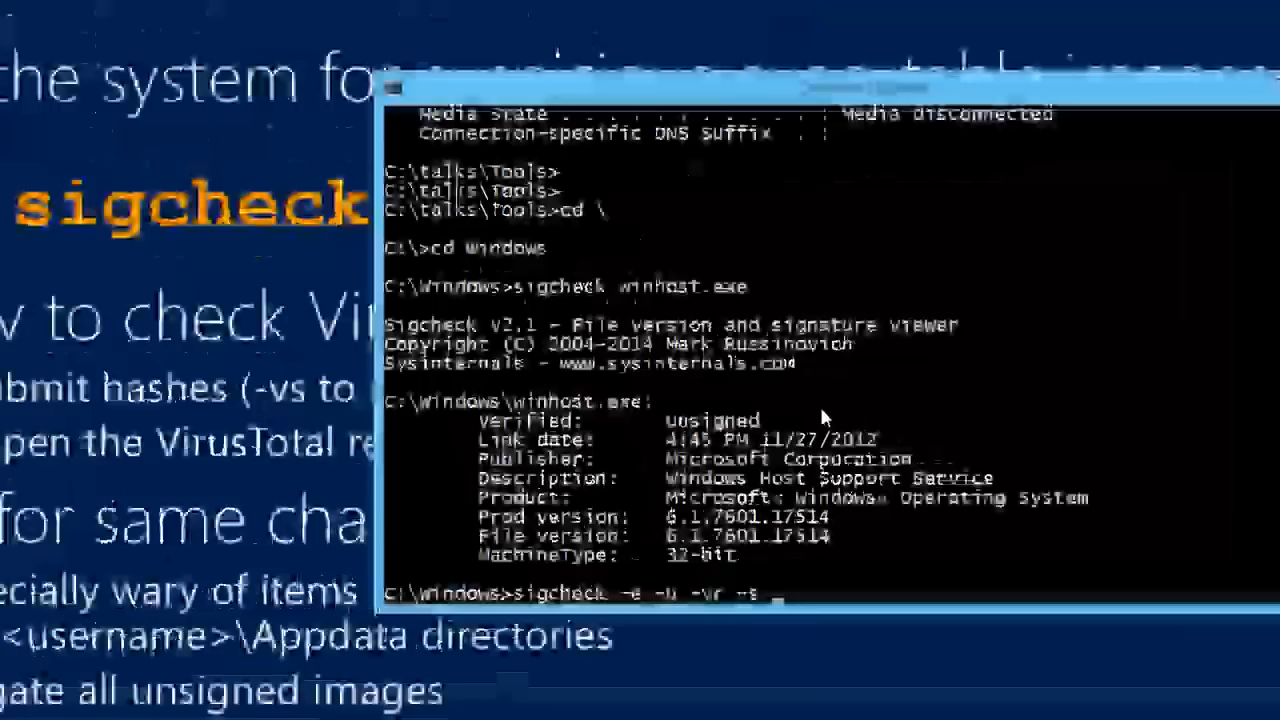 the system fo
Media State . . . . . . . . . . . : Media disconnected
Connection-specific DNS Suffix . :
C:\talks\Tools>
C:\talks\Tools>
sigcheck
C:\talks\Tools>cd \
C:\>cd Windows
C:\Windows>sigcheck winhost.exe
v to check Vi
Sigcheck v2.1 - File version and signature viewer
Copyright (C) 2004-2014 Mark Russinovich
Sysinternals - www.sysinternals.com
ubmit hashes (-vs to
C:\Windows\winhost.exe:
Verified: Unsigned
Link date: 4:45 PM 11/27/2012
pen the VirusTotal re
Publisher: Microsoft Corporation
Description: Windows Host Support Service
Product: Microsoft® Windows® Operating System
Prod version: 6.1.7601.17514
for same cha
File version: 6.1.7601.17514
MachineType: 32-bit
C:\Windows>sigcheck -e -u -vr -s _
ecially wary of items
<username>\Appdata directories
gate all unsigned images